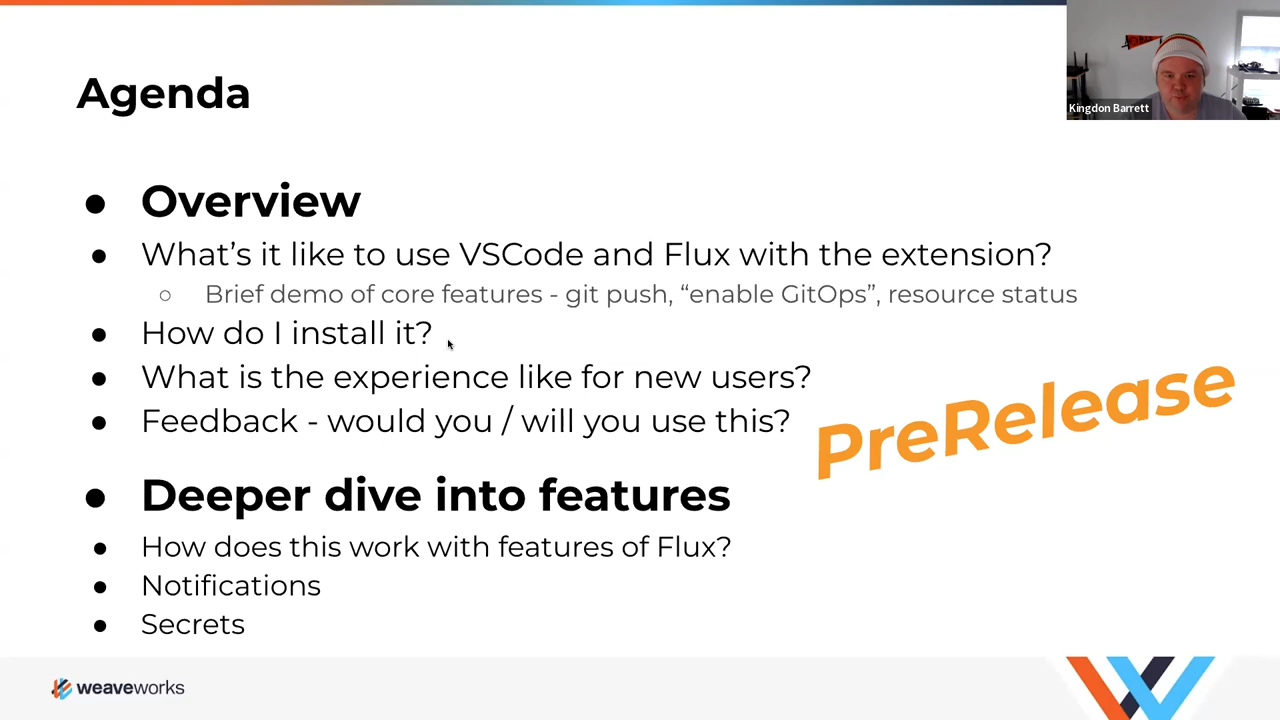 Agenda
Kingdon Barrett
● Overview
● What’s it like to use VSCode and Flux with the extension?
○ Brief demo of core features - git push, “enable GitOps”, resource status
● How do I install it?
● What is the experience like for new users?
● Feedback - would you / will you use this?
PreRelease
● Deeper dive into features
● How does this work with features of Flux?
● Notifications
● Secrets
weaveworks